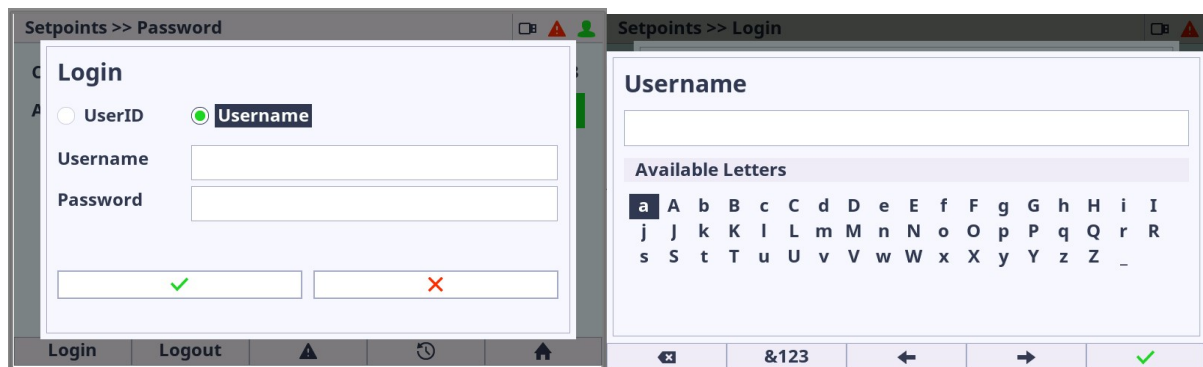 Setpoints >> Password
Login
UserID Username
Username
Password
Login Logout
Setpoints >> Login
Username
Available Letters
a A b B c C d D e E f F g G h H i I
j J k K l L m M n N o O p P q Q r R
s S t T u U v V w W x X y Y z Z _
&123